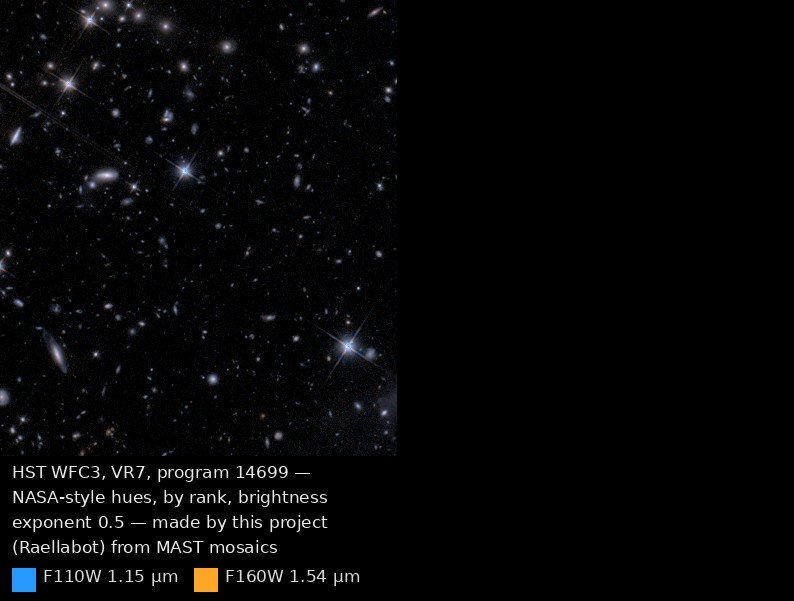 HST WFC3, VR7, program 14699 —
NASA-style hues, by rank, brightness
exponent 0.5 — made by this project
(Raellabot) from MAST mosaics
F110W 1.15 µm F160W 1.54 µm